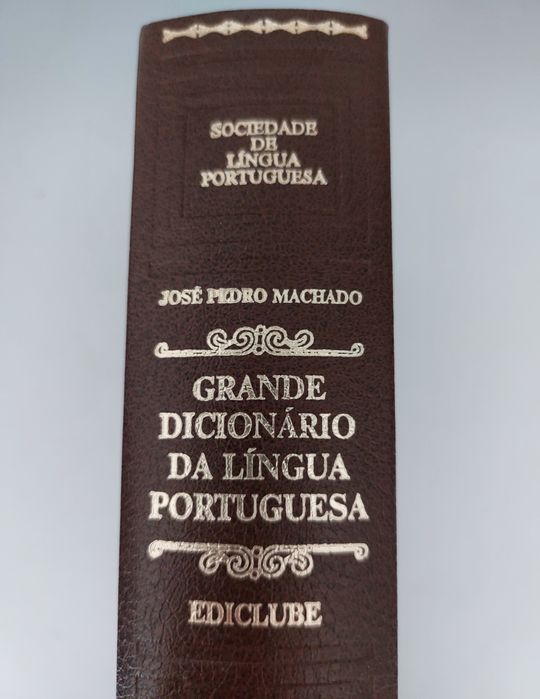 SOCIEDADE
DE
LÍNGUA
PORTUGUESA
JOSÉ PEDRO MACHADO
GRANDE
DICIONÁRIO
DA LÍNGUA
PORTUGUESA
EDICLUBE